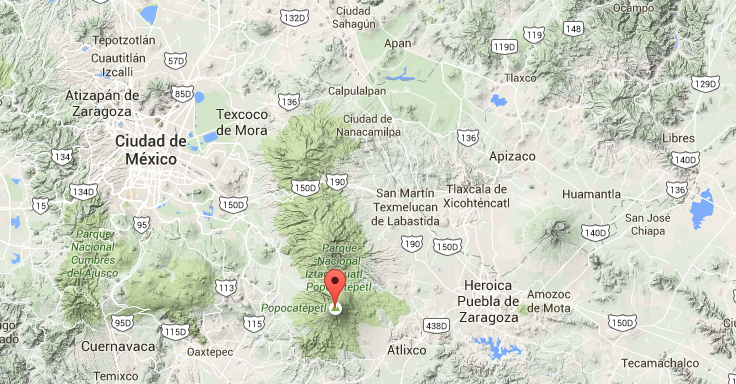 Ciudad
Sahagún
132D
Ocampo
148
119
119D
Tepotzotlán
Apan
Cuautitlán
Izcalli
57D
Tlaxco
129D
Calpulalpan
85D
Atizapán de
Zaragoza
136
Texcoco
de Mora
Ciudad de
Nanacamilpa
Ciudad de
México
136
Libres
134
Apizaco
140D
134D
150D
190
136
San Martín
Texmelucan
de Labastida
Tlaxcala de
Xicohténcatl
Huamantla
15
150D
95
San José
Chiapa
140D
Parque
Nacional
Cumbres
del Ajusco
190
150D
Parque
Nacional
Iztaccíhuatl
Popocatépetl
113
Heroica
Puebla de
Zaragoza
Popocatépetl
Amozoc
de Mota
95D
115D
115
438D
150D
Cuernavaca
Oaxtepec
Atlixco
Tecamachalco
Temixco